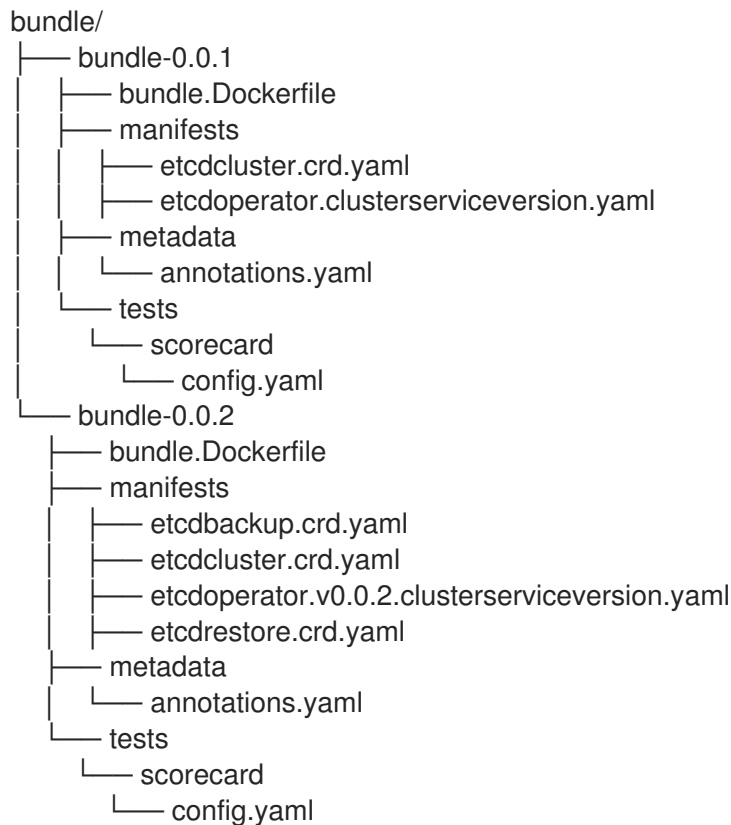 bundle/
├── bundle-0.0.1
│   ├── bundle.Dockerfile
│   ├── manifests
│   │   ├── etcdcluster.crd.yaml
│   │   ├── etcdoperator.clusterserviceversion.yaml
│   ├── metadata
│   │   └── annotations.yaml
│   └── tests
│       └── scorecard
│           └── config.yaml
└── bundle-0.0.2
    ├── bundle.Dockerfile
    ├── manifests
    │   ├── etcdbackup.crd.yaml
    │   ├── etcdcluster.crd.yaml
    │   ├── etcdoperator.v0.0.2.clusterserviceversion.yaml
    │   ├── etcdrestore.crd.yaml
    ├── metadata
    │   └── annotations.yaml
    └── tests
        └── scorecard
            └── config.yaml